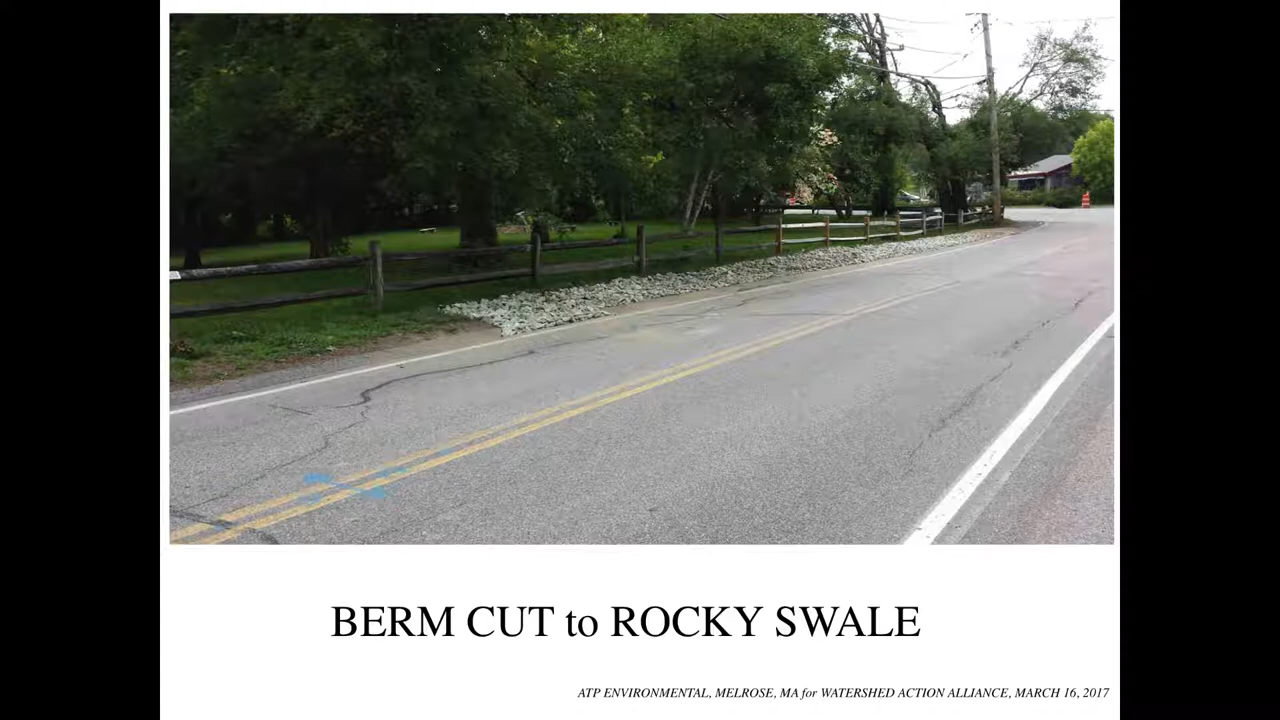 BERM CUT to ROCKY SWALE
ATP ENVIRONMENTAL, MELROSE, MA for WATERSHED ACTION ALLIANCE, MARCH 16, 2017